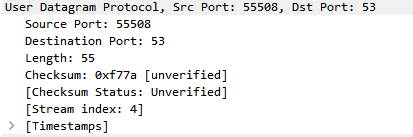 User Datagram Protocol, Src Port: 55508, Dst Port: 53
Source Port: 55508
Destination Port: 53
Length: 55
Checksum: 0xf77a [unverified]
[Checksum Status: Unverified]
[Stream index: 4]
[Timestamps]